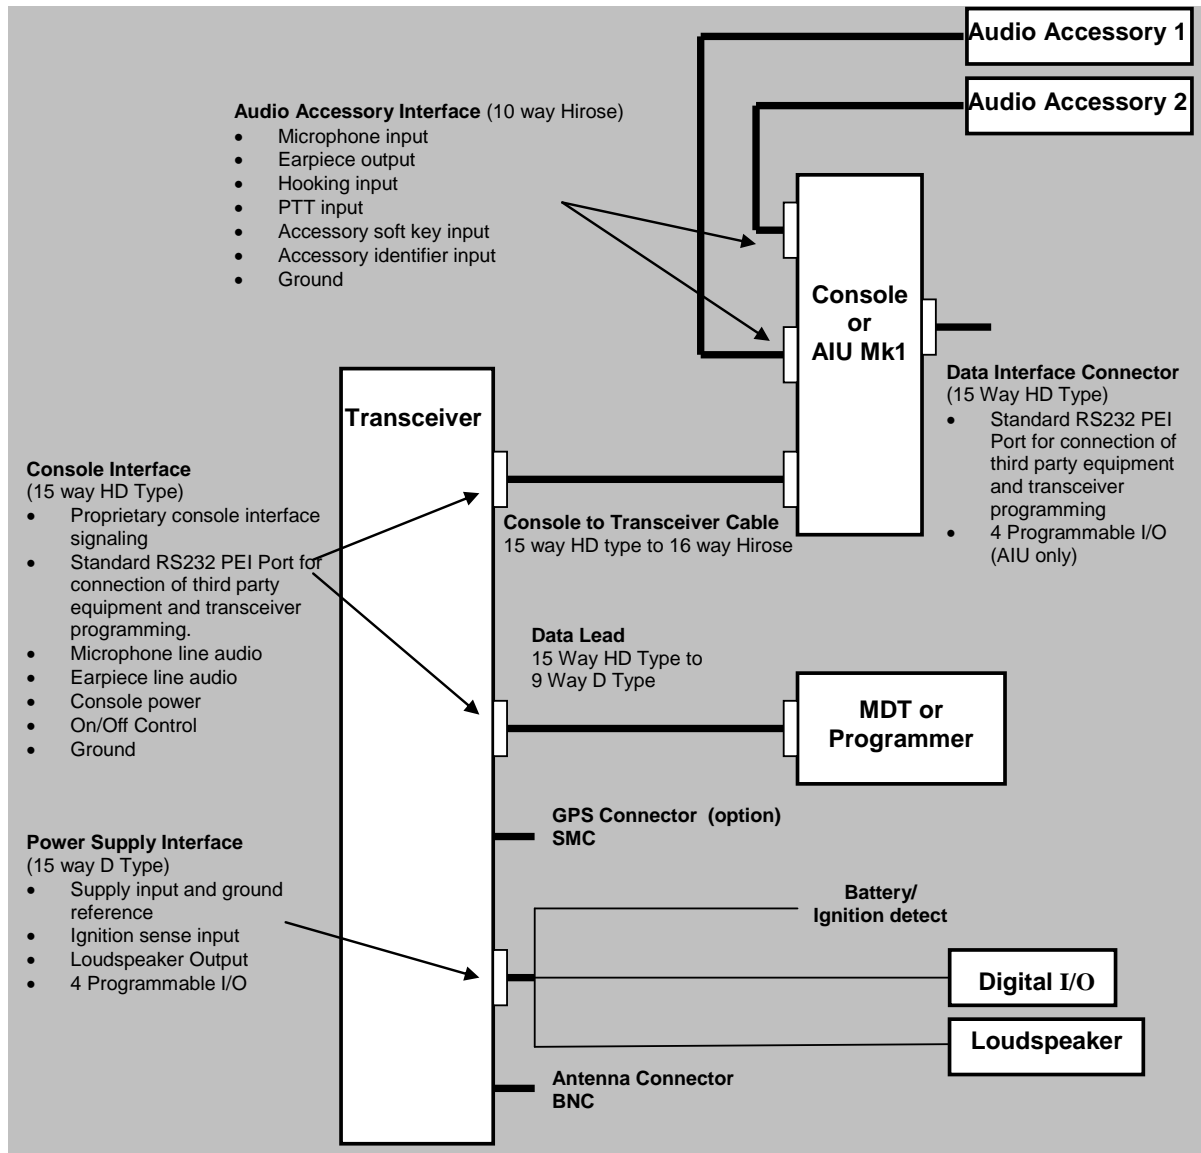 Audio Accessory 1
Audio Accessory 2
Audio Accessory Interface (10 way Hirose)
• Microphone input
• Earpiece output
• Hooking input
• PTT input
• Accessory soft key input
• Accessory identifier input
• Ground
Console
or
AIU Mk1
Data Interface Connector
(15 Way HD Type)
• Standard RS232 PEI
Port for connection of
third party equipment
and transceiver
programming
• 4 Programmable I/O
(AIU only)
Transceiver
Console Interface
(15 way HD Type)
• Proprietary console interface
signaling
• Standard RS232 PEI Port for
connection of third party
equipment and transceiver
programming.
• Microphone line audio
• Earpiece line audio
• Console power
• On/Off Control
• Ground
Console to Transceiver Cable
15 way HD type to 16 way Hirose
Data Lead
15 Way HD Type to
9 Way D Type
MDT or
Programmer
GPS Connector (option)
SMC
Power Supply Interface
(15 way D Type)
• Supply input and ground
reference
• Ignition sense input
• Loudspeaker Output
• 4 Programmable I/O
Battery/
Ignition detect
Digital I/O
Loudspeaker
Antenna Connector
BNC